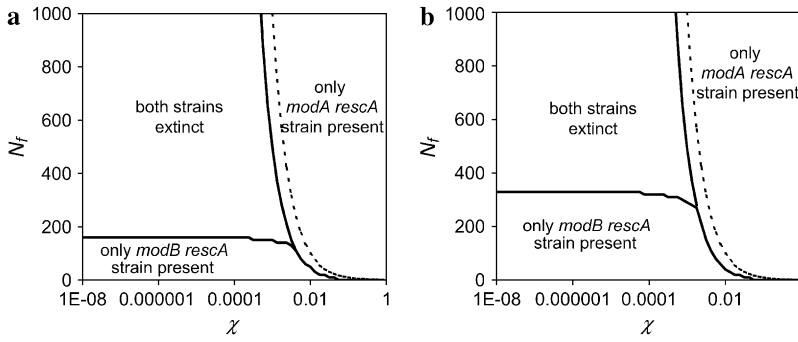 a
1000
800
600
400
200
0
N_f
both strains
extinct
only
modA rescA
strain present
only modB rescA
strain present
1E-08 0.000001 0.0001 0.01 1
χ
b
1000
800
600
400
200
0
N_f
both strains
extinct
only
modA rescA
strain present
only modB rescA
strain present
1E-08 0.000001 0.0001 0.01
χ